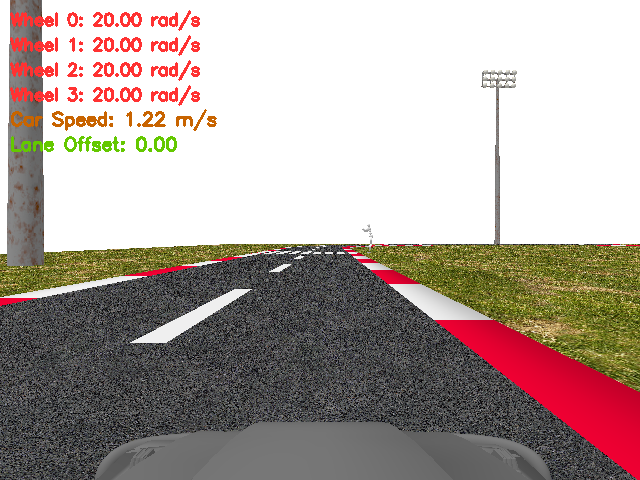 Wheel 0: 20.00 rad/s
Wheel 1: 20.00 rad/s
Wheel 2: 20.00 rad/s
Wheel 3: 20.00 rad/s
Car Speed: 1.22 m/s
Lane Offset: 0.00